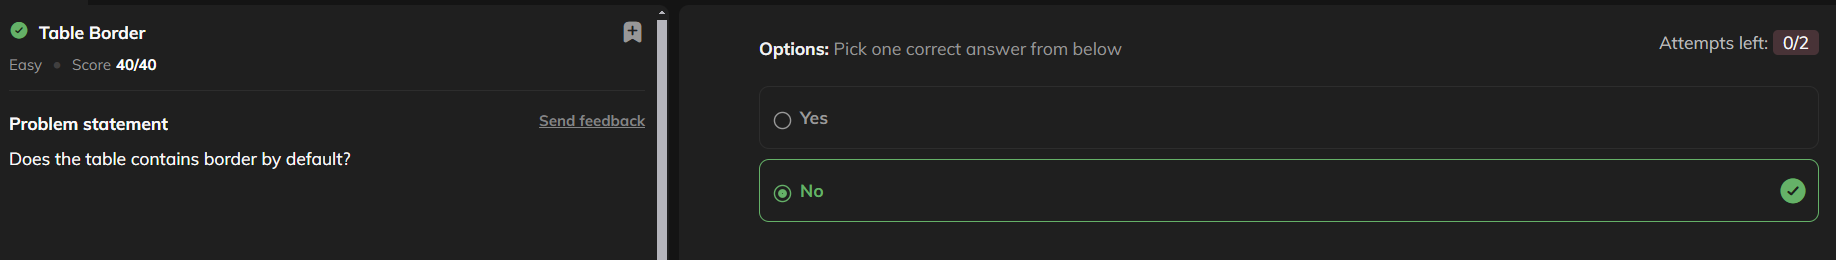 Table Border
Easy • Score 40/40
Problem statement
Send feedback
Does the table contains border by default?
Options: Pick one correct answer from below
Attempts left: 0/2
Yes
No